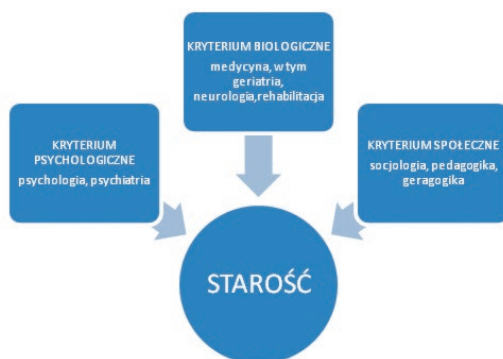 KRYTERIUM BIOLOGICZNE
medycyna, w tym
geriatria,
neurologia,rehabilitacja
KRYTERIUM
PSYCHOLOGICZNE
psychologia, psychiatria
KRYTERIUM SPOŁECZNE
socjologia, pedagogika,
geragogika
STAROŚĆ